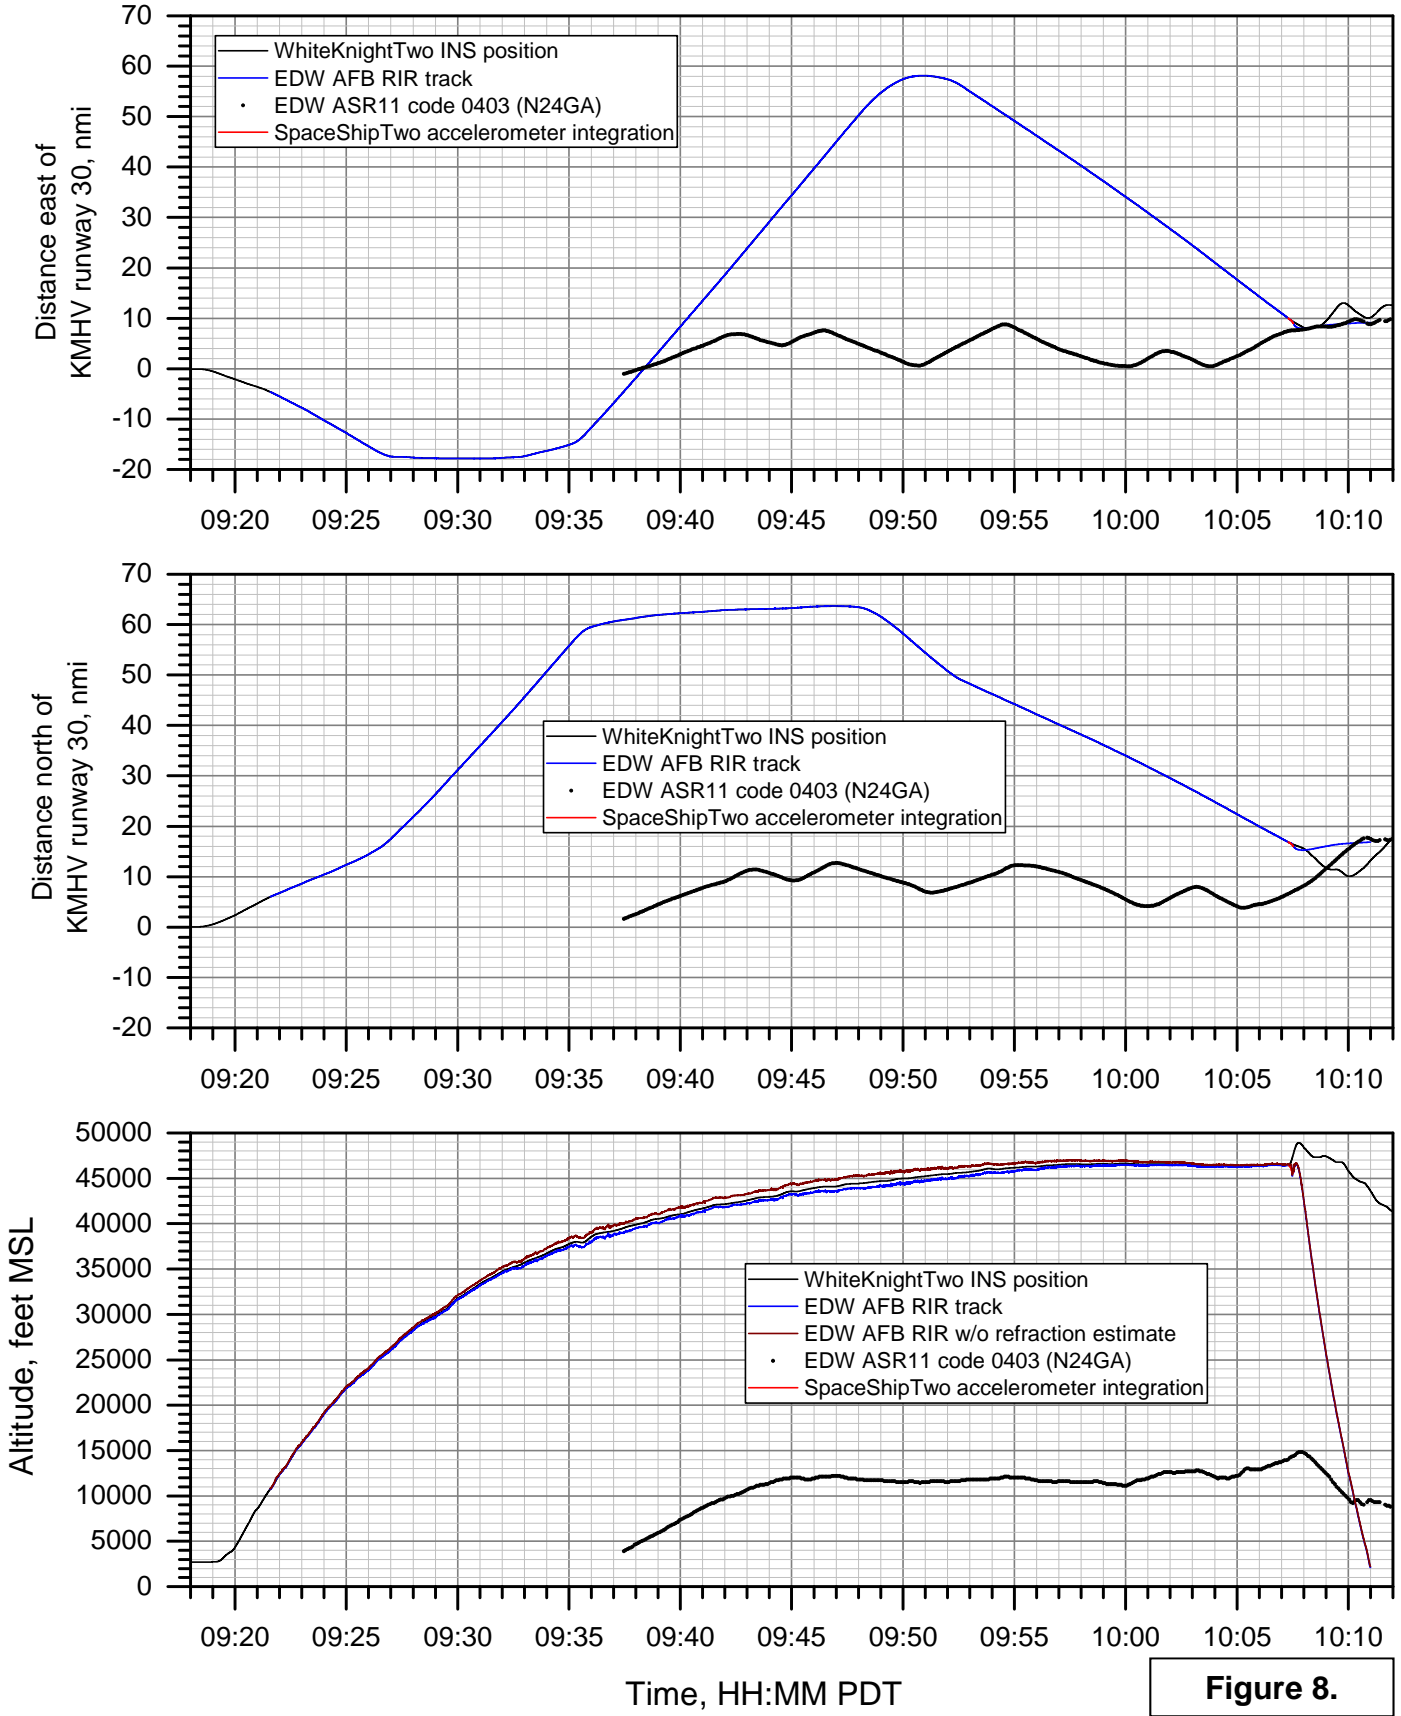 70
60
50
40
30
20
10
0
-10
-20
Distance east of
KMHV runway 30, nmi
WhiteKnightTwo INS position
EDW AFB RIR track
EDW ASR11 code 0403 (N24GA)
SpaceShipTwo accelerometer integration
09:20 09:25 09:30 09:35 09:40 09:45 09:50 09:55 10:00 10:05 10:10
70
60
50
40
30
20
10
0
-10
-20
Distance north of
KMHV runway 30, nmi
WhiteKnightTwo INS position
EDW AFB RIR track
EDW ASR11 code 0403 (N24GA)
SpaceShipTwo accelerometer integration
09:20 09:25 09:30 09:35 09:40 09:45 09:50 09:55 10:00 10:05 10:10
50000
45000
40000
35000
30000
25000
20000
15000
10000
5000
0
Altitude, feet MSL
WhiteKnightTwo INS position
EDW AFB RIR track
EDW AFB RIR w/o refraction estimate
EDW ASR11 code 0403 (N24GA)
SpaceShipTwo accelerometer integration
09:20 09:25 09:30 09:35 09:40 09:45 09:50 09:55 10:00 10:05 10:10
Time, HH:MM PDT
Figure 8.